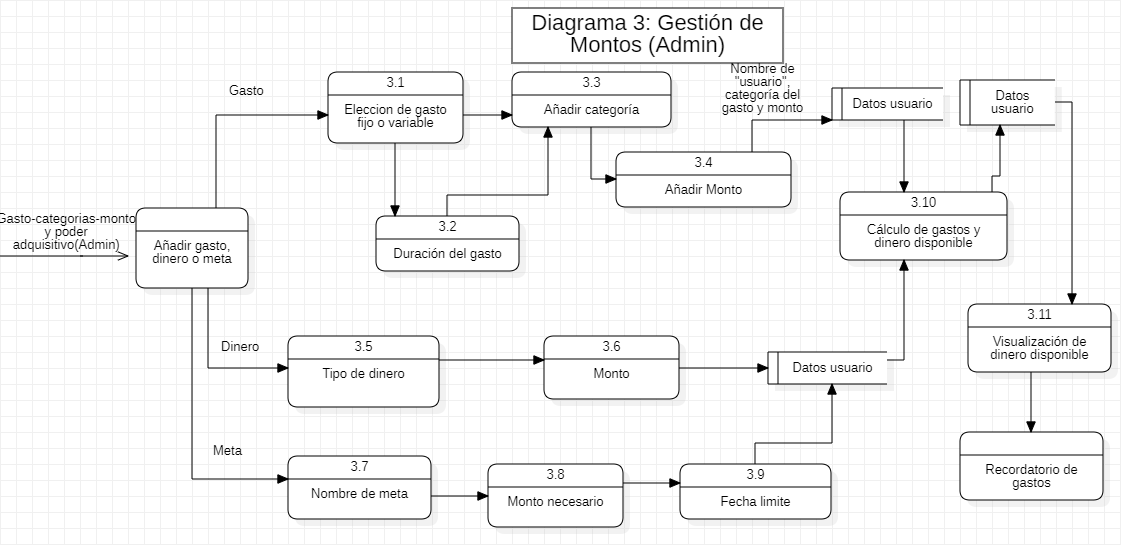 Diagrama 3: Gestión de
Montos (Admin)
Gasto-categorias-monto
y poder
adquisitivo(Admin)
Añadir gasto,
dinero o meta
Gasto
3.1
Eleccion de gasto
fijo o variable
3.2
Duración del gasto
3.3
Añadir categoría
3.4
Añadir Monto
Nombre de
"usuario",
categoría del
gasto y monto
Datos usuario
Datos
usuario
3.10
Cálculo de gastos y
dinero disponible
3.11
Visualización de
dinero disponible
Recordatorio de
gastos
Dinero
3.5
Tipo de dinero
3.6
Monto
Datos usuario
Meta
3.7
Nombre de meta
3.8
Monto necesario
3.9
Fecha limite